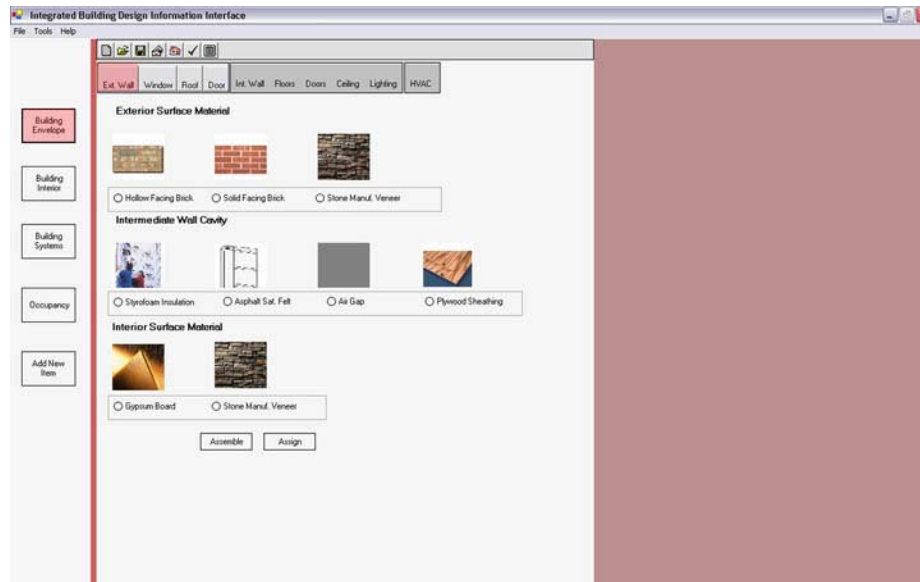 Integrated Building Design Information Interface
File Tools Help
Ext. Wall Window Roof Door Int. Wall Floors Doors Ceiling Lighting HVAC
Building
Envelope
Building
Interior
Building
Systems
Occupancy
Add New
Item
Exterior Surface Material
Hollow Facing Brick Solid Facing Brick Stone Manuf. Veneer
Intermediate Wall Cavity
Styrofoam Insulation Asphalt Sat. Felt Air Gap Plywood Sheathing
Interior Surface Material
Gypsum Board Stone Manuf. Veneer
Assemble Assign